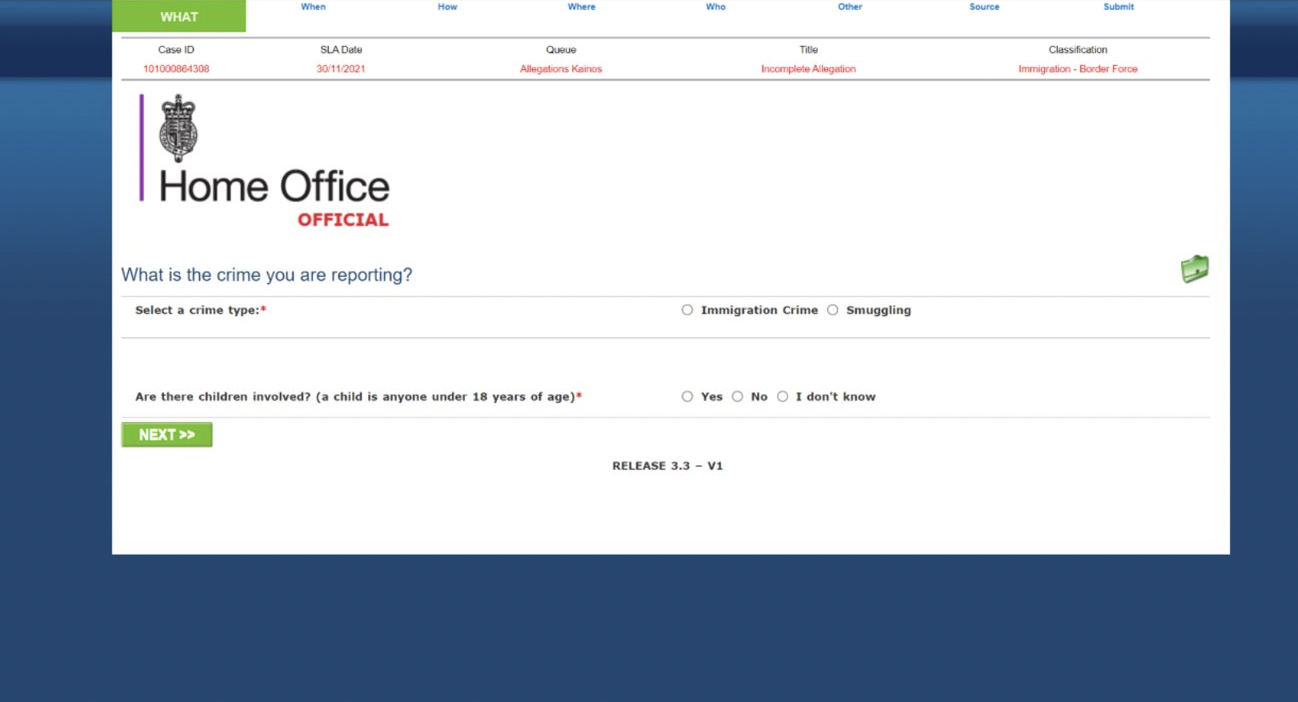 WHAT When How Where Who Other Source Submit
Case ID SLA Date Queue Title Classification
101000864308 30/11/2021 Allegations Kainos Incomplete Allegation Immigration - Border Force
Home Office
OFFICIAL
What is the crime you are reporting?
Select a crime type:* Immigration Crime Smuggling
Are there children involved? (a child is anyone under 18 years of age)* Yes No I don't know
NEXT >>
RELEASE 3.3 – V1